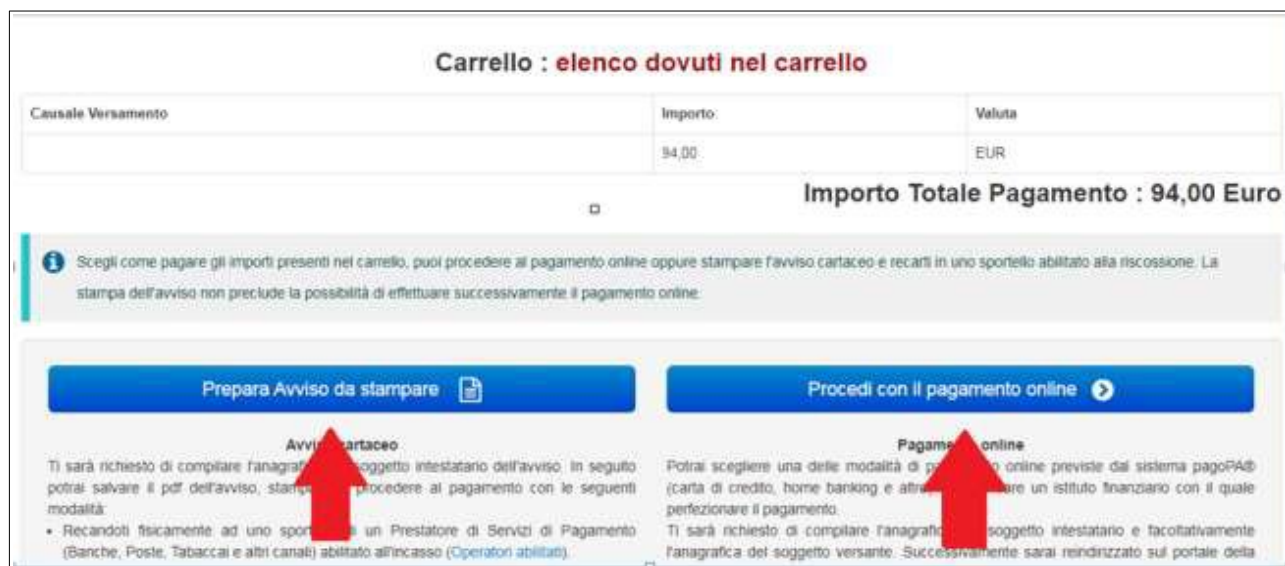 Carrello : elenco dovuti nel carrello
Causale Versamento Importo Valuta
94,00 EUR
Importo Totale Pagamento : 94,00 Euro
Scegli come pagare gli importi presenti nel carrello, puoi procedere al pagamento online oppure stampare l'avviso cartaceo e recarti in uno sportello abilitato alla riscossione. La
stampa dell'avviso non preclude la possibilità di effettuare successivamente il pagamento online.
Prepara Avviso da stampare
Avvi cartaceo
Ti sarà richiesto di compilare l'anagraf soggetto intestatario dell'avviso. In seguito
potrai salvare il pdf dell'avviso, stamp procedere al pagamento con le seguenti
modalità:
• Recandoti fisicamente ad uno spor un Prestatore di Servizi di Pagamento
(Banche, Poste, Tabaccai e altri canali) abilitato all'incasso (Operatori abilitati).
Procedi con il pagamento online
Pagame online
Potrai scegliere una delle modalità di p o online previste dal sistema pagoPA®
(carta di credito, home banking e altre are un istituto finanziario con il quale
perfezionare il pagamento.
Ti sarà richiesto di compilare l'anagrafic soggetto intestatario e facoltativamente
l'anagrafica del soggetto versante. Successivamente sarai reindirizzato sul portale della